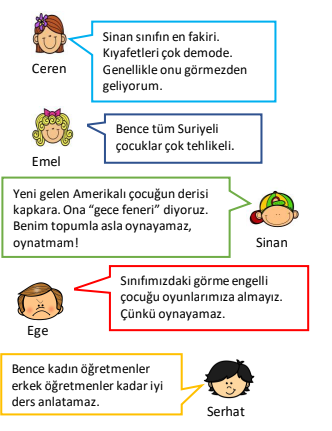 Sinan sınıfın en fakiri.
Kıyafetleri çok demode.
Genellikle onu görmezden
geliyorum.
Ceren
Bence tüm Suriyeli
çocuklar çok tehlikeli.
Emel
Yeni gelen Amerikalı çocuğun derisi
kapkara. Ona “gece feneri” diyoruz.
Benim topumla asla oynayamaz,
oynatmam!
Sinan
Sınıfımızdaki görme engelli
çocuğu oyunlarımıza almayız.
Çünkü oynayamaz.
Ege
Bence kadın öğretmenler
erkek öğretmenler kadar iyi
ders anlatamaz.
Serhat